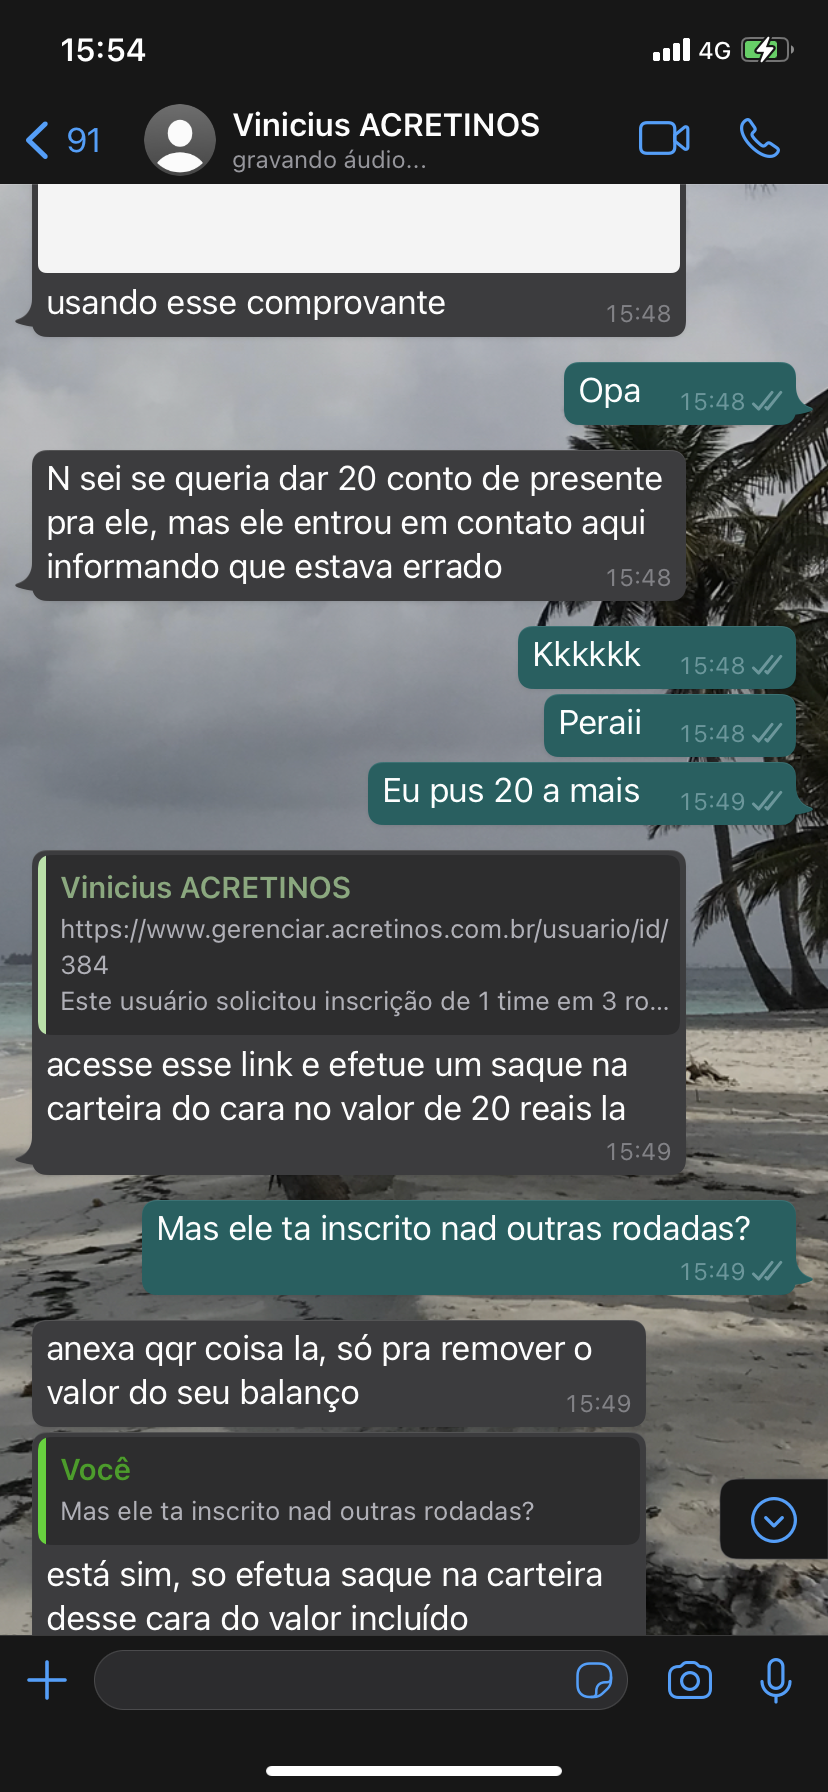 15:54
4G
91
Vinicius ACRETINOS
gravando áudio...
usando esse comprovante
15:48
Opa
15:48
N sei se queria dar 20 conto de presente
pra ele, mas ele entrou em contato aqui
informando que estava errado
15:48
Kkkkkk
15:48
Peraii
15:48
Eu pus 20 a mais
15:49
Vinicius ACRETINOS
https://www.gerenciar.acretinos.com.br/usuario/id/
384
Este usuário solicitou inscrição de 1 time em 3 ro...
acesse esse link e efetue um saque na
carteira do cara no valor de 20 reais la
15:49
Mas ele ta inscrito nad outras rodadas?
15:49
anexa qqr coisa la, só pra remover o
valor do seu balanço
15:49
Você
Mas ele ta inscrito nad outras rodadas?
está sim, so efetua saque na carteira
desse cara do valor incluído